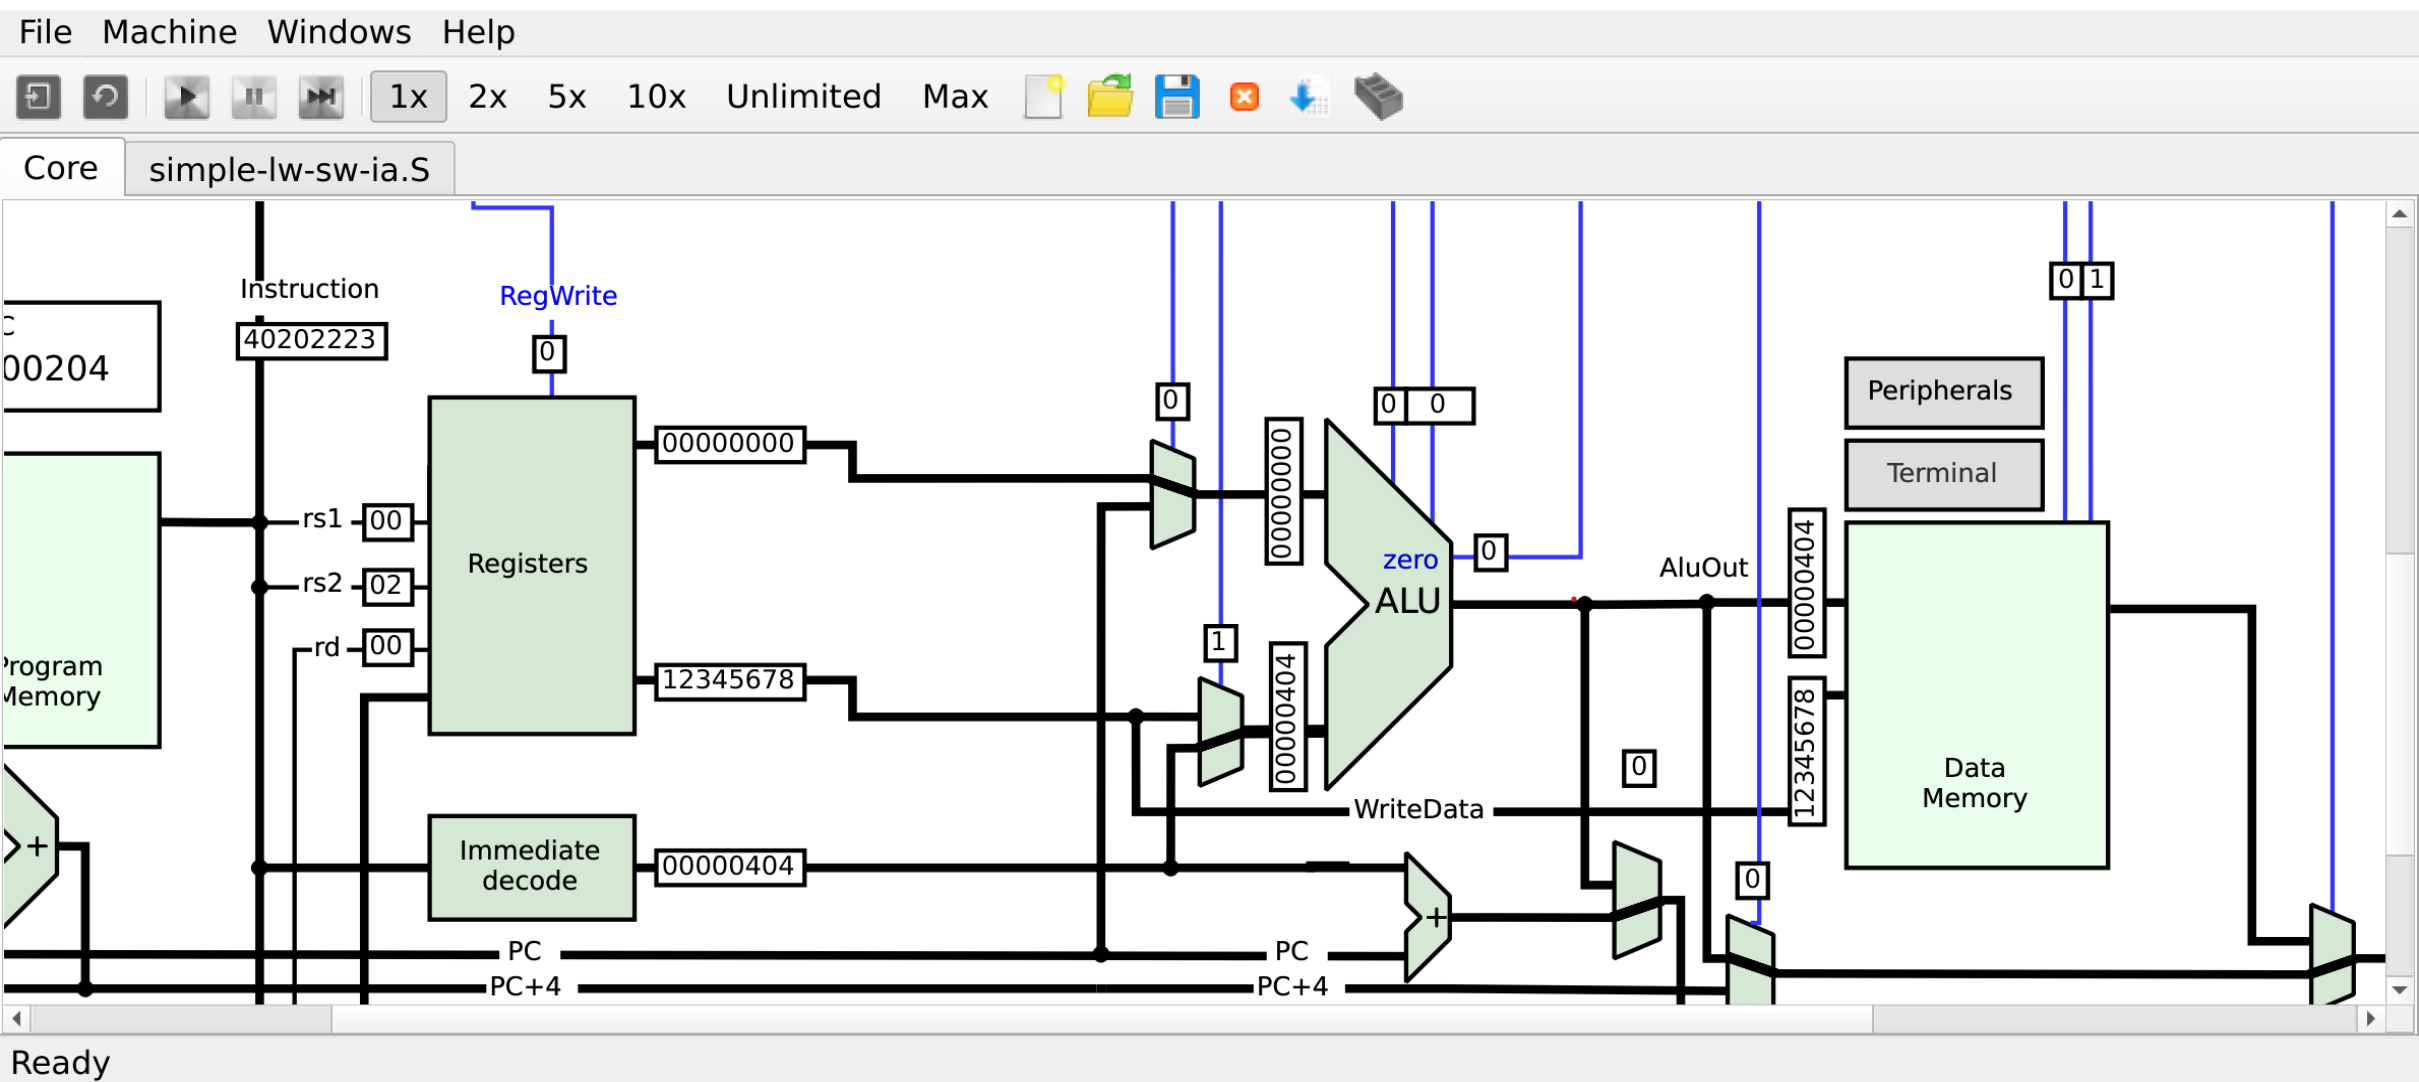 File Machine Windows Help
1x 2x 5x 10x Unlimited Max
Core simple-lw-sw-ia.S
Instruction
40202223
RegWrite
0
C
00204
rs1 00
rs2 02
rd 00
Registers
00000000
12345678
Program
Memory
+
Immediate
decode
00000404
PC
PC+4
0
1
00000000
00000404
0 0
zero
ALU
0
AluOut
WriteData
0
0
+
PC
PC+4
0 1
Peripherals
Terminal
00000404
12345678
Data
Memory
Ready